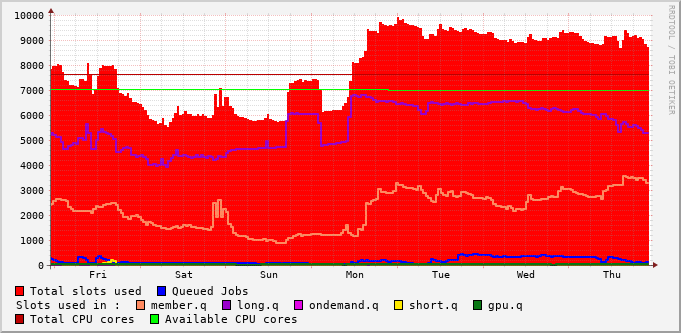 10000
9000
8000
7000
6000
5000
4000
3000
2000
1000
0
Fri Sat Sun Mon Tue Wed Thu
RRDTOOL / TOBI OETIKER
Total slots used Queued Jobs
Slots used in : member.q long.q ondemand.q short.q gpu.q
Total CPU cores Available CPU cores